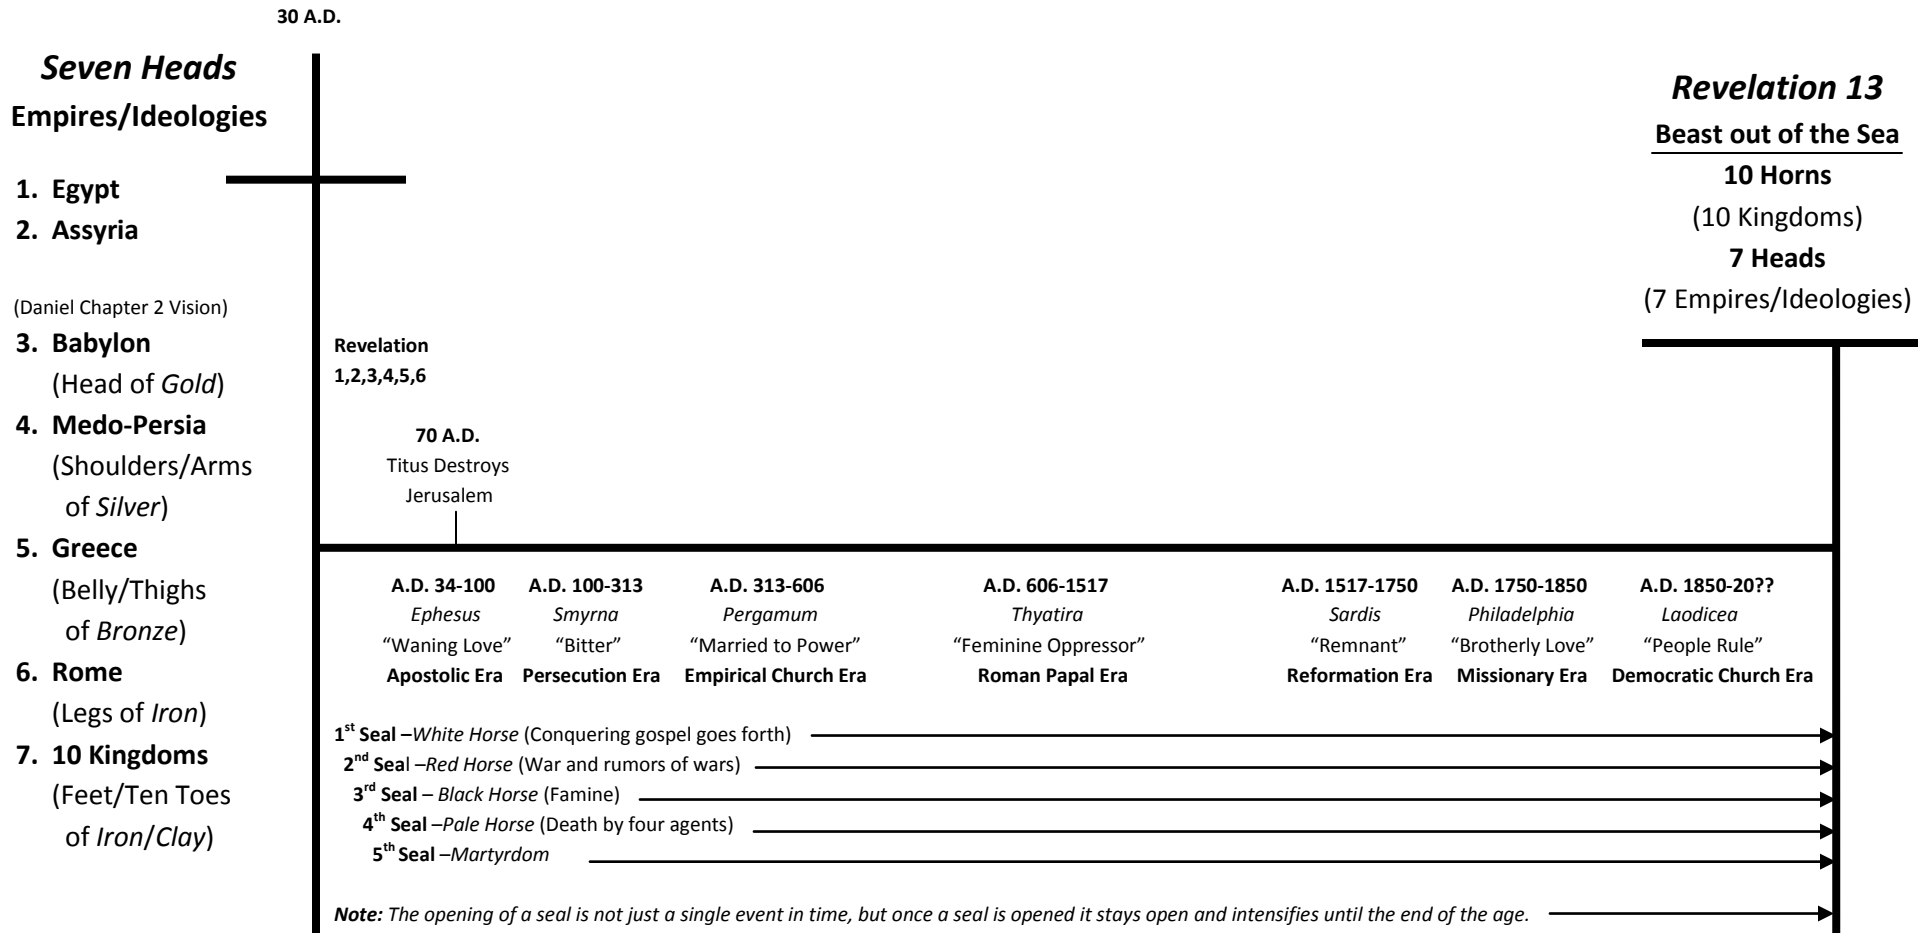 30 A.D.
Seven Heads
Empires/Ideologies
1. Egypt
2. Assyria
(Daniel Chapter 2 Vision)
3. Babylon
(Head of Gold)
4. Medo-Persia
(Shoulders/Arms
of Silver)
5. Greece
(Belly/Thighs
of Bronze)
6. Rome
(Legs of Iron)
7. 10 Kingdoms
(Feet/Ten Toes
of Iron/Clay)
Revelation
1,2,3,4,5,6
70 A.D.
Titus Destroys
Jerusalem
A.D. 34-100
Ephesus
“Waning Love”
Apostolic Era
A.D. 100-313
Smyrna
“Bitter”
Persecution Era
A.D. 313-606
Pergamum
“Married to Power”
Empirical Church Era
A.D. 606-1517
Thyatira
“Feminine Oppressor”
Roman Papal Era
A.D. 1517-1750
Sardis
“Remnant”
Reformation Era
A.D. 1750-1850
Philadelphia
“Brotherly Love”
Missionary Era
A.D. 1850-20??
Laodicea
“People Rule”
Democratic Church Era
1st Seal –White Horse (Conquering gospel goes forth)
2nd Seal –Red Horse (War and rumors of wars)
3rd Seal – Black Horse (Famine)
4th Seal –Pale Horse (Death by four agents)
5th Seal –Martyrdom
Note: The opening of a seal is not just a single event in time, but once a seal is opened it stays open and intensifies until the end of the age.
Revelation 13
Beast out of the Sea
10 Horns
(10 Kingdoms)
7 Heads
(7 Empires/Ideologies)